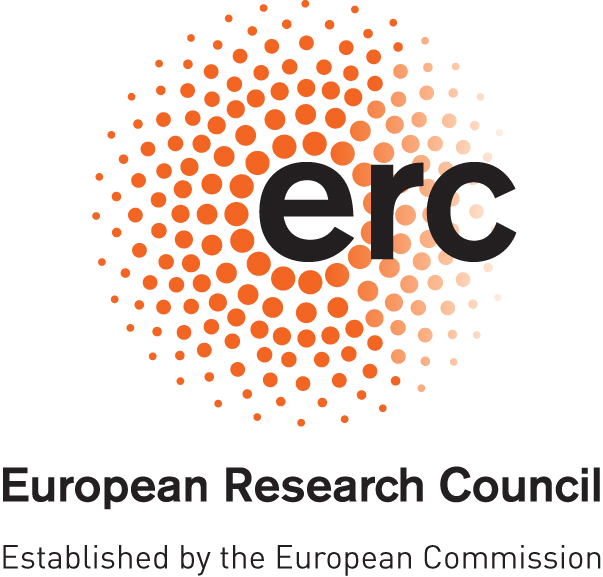 erc
European Research Council
Established by the European Commission